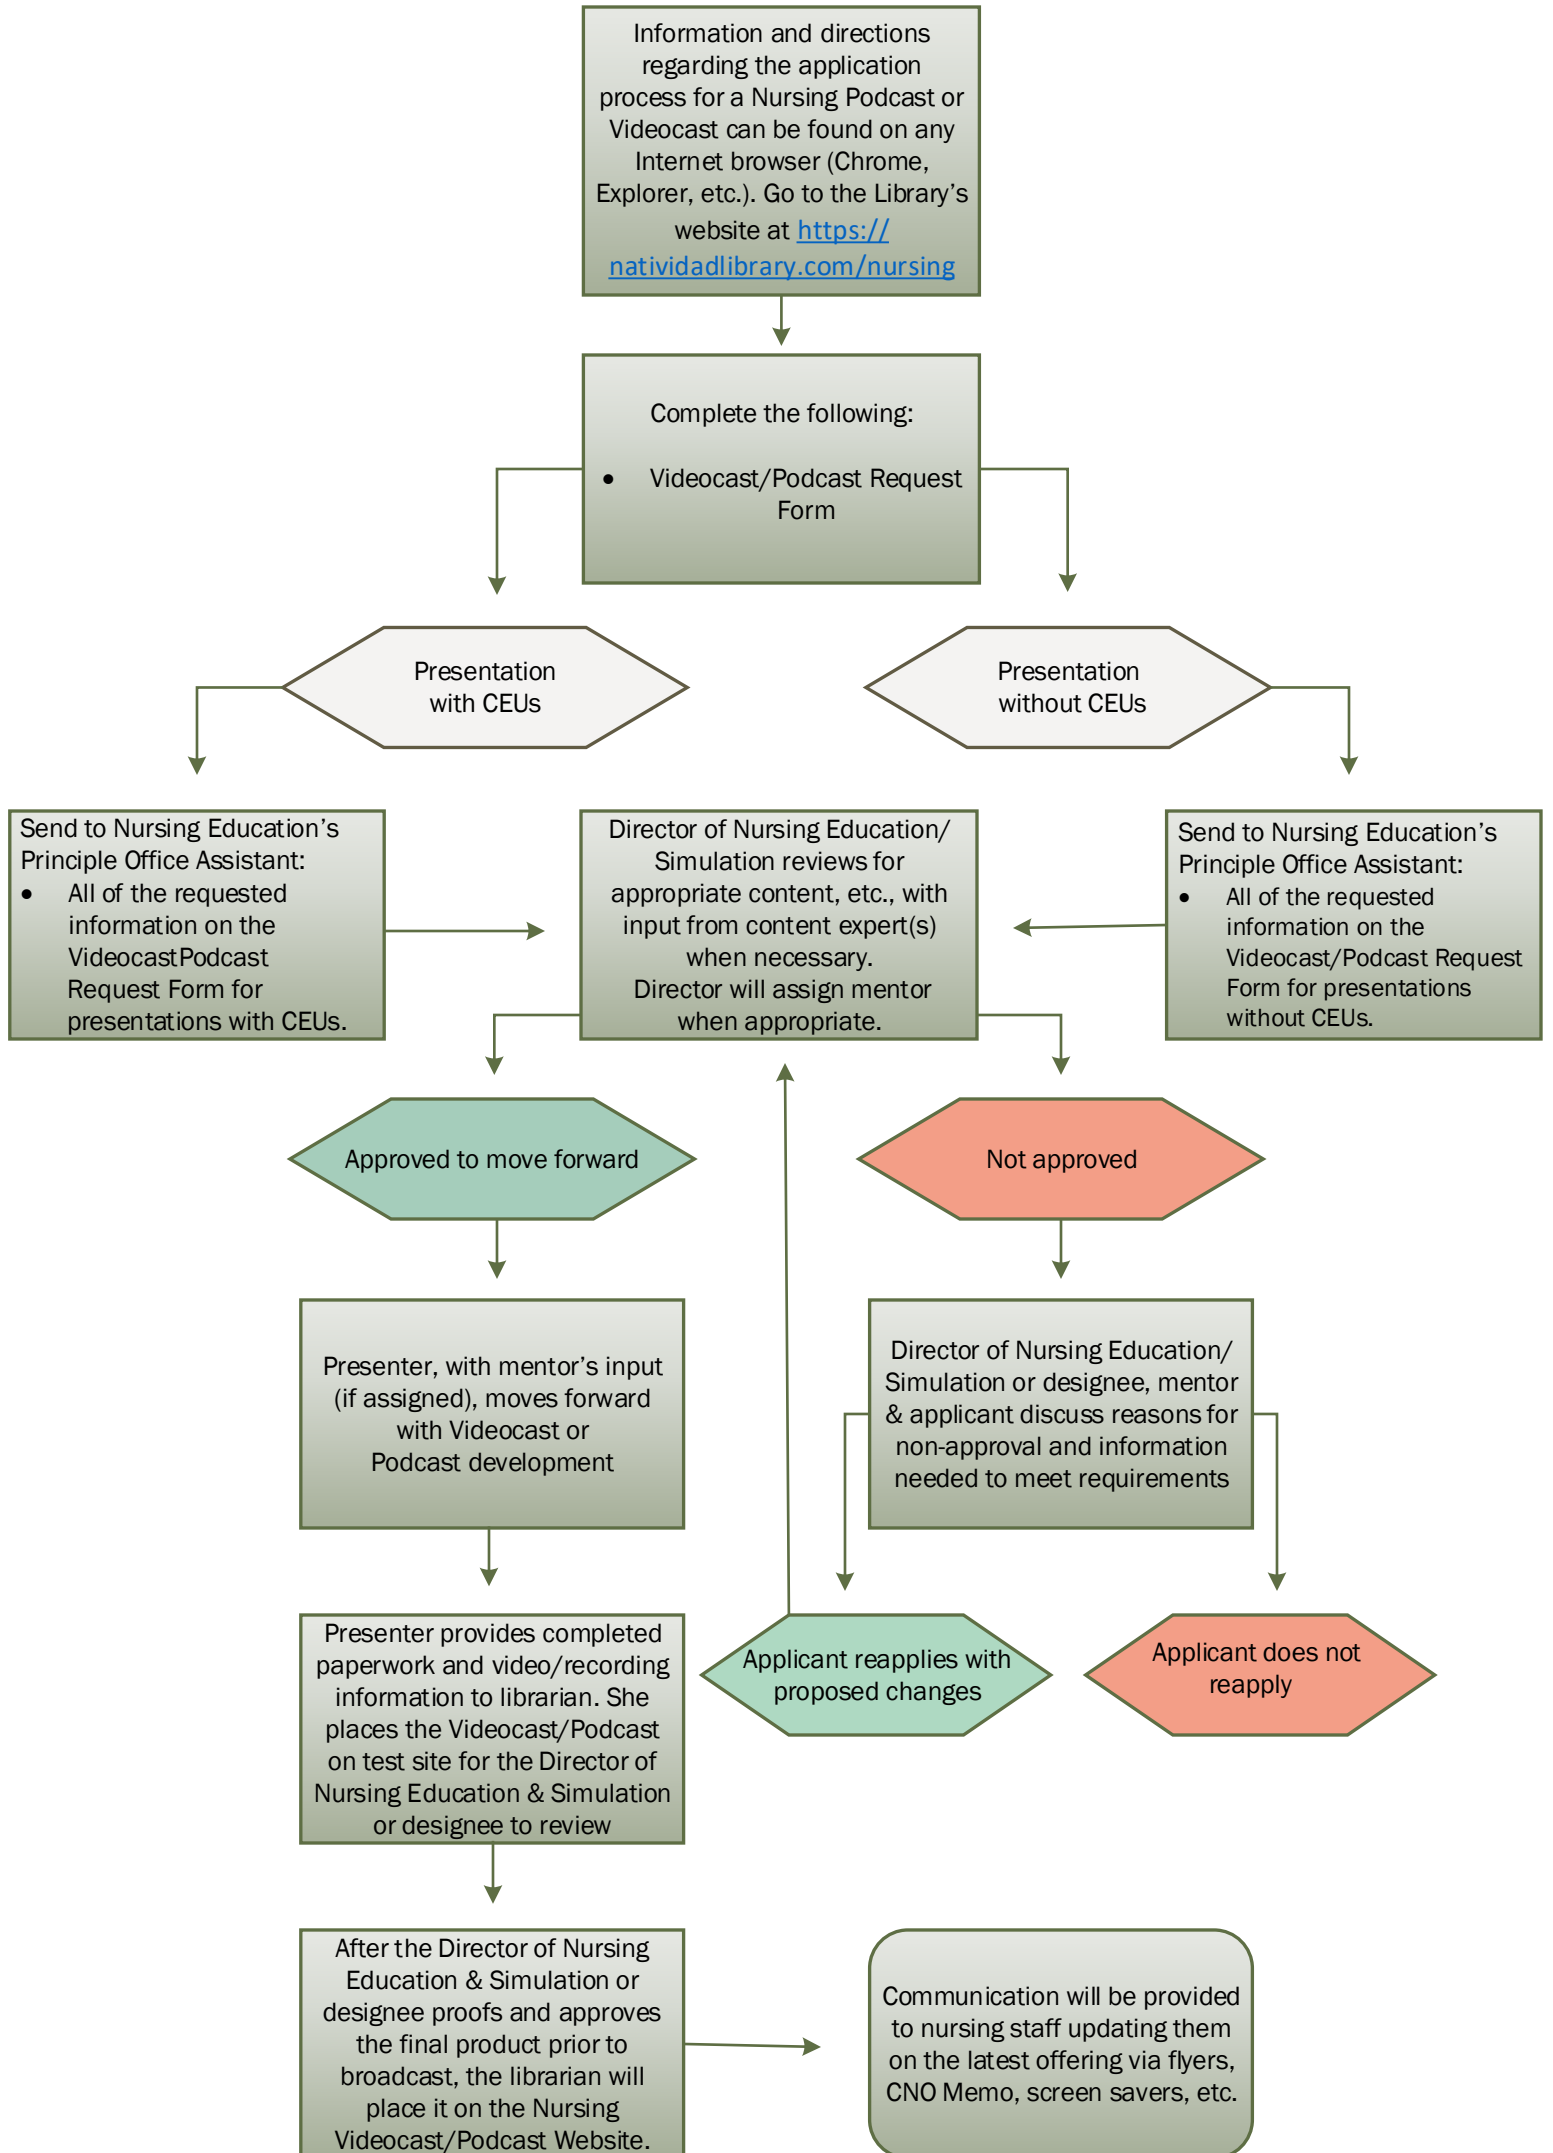 Information and directions
regarding the application
process for a Nursing Podcast or
Videocast can be found on any
Internet browser (Chrome,
Explorer, etc.). Go to the Library’s
website at https://
natividadlibrary.com/nursing
Complete the following:
• Videocast/Podcast Request
Form
Presentation
with CEUs
Presentation
without CEUs
Send to Nursing Education’s
Principle Office Assistant:
• All of the requested
information on the
VideocastPodcast
Request Form for
presentations with CEUs.
Director of Nursing Education/
Simulation reviews for
appropriate content, etc., with
input from content expert(s)
when necessary.
Director will assign mentor
when appropriate.
Send to Nursing Education’s
Principle Office Assistant:
• All of the requested
information on the
Videocast/Podcast Request
Form for presentations
without CEUs.
Approved to move forward
Not approved
Presenter, with mentor’s input
(if assigned), moves forward
with Videocast or
Podcast development
Director of Nursing Education/
Simulation or designee, mentor
& applicant discuss reasons for
non-approval and information
needed to meet requirements
Presenter provides completed
paperwork and video/recording
information to librarian. She
places the Videocast/Podcast
on test site for the Director of
Nursing Education & Simulation
or designee to review
Applicant reapplies with
proposed changes
Applicant does not
reapply
After the Director of Nursing
Education & Simulation or
designee proofs and approves
the final product prior to
broadcast, the librarian will
place it on the Nursing
Videocast/Podcast Website.
Communication will be provided
to nursing staff updating them
on the latest offering via flyers,
CNO Memo, screen savers, etc.